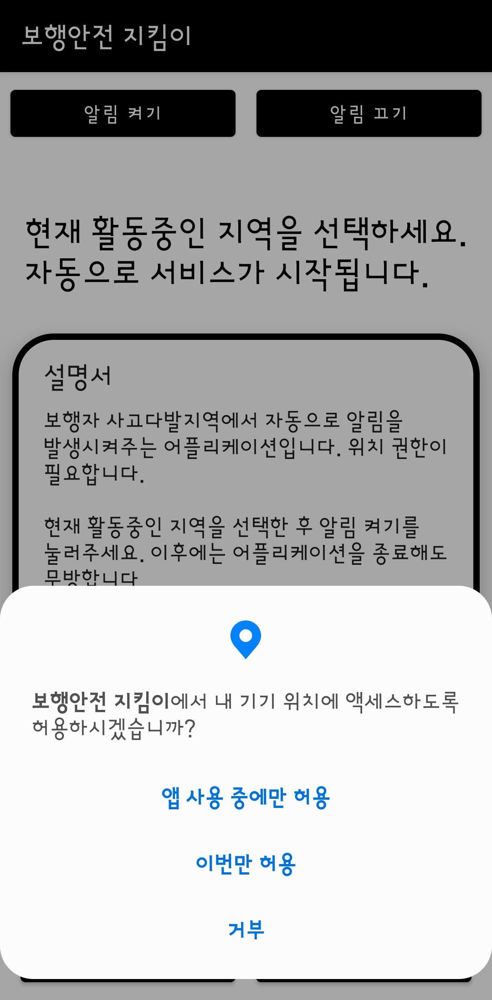 보행안전 지킴이
알림 켜기
알림 끄기
현재 활동중인 지역을 선택하세요.
자동으로 서비스가 시작됩니다.
설명서
보행자 사고다발지역에서 자동으로 알림을
발생시켜주는 어플리케이션입니다. 위치 권한이
필요합니다.
현재 활동중인 지역을 선택한 후 알림 켜기를
눌러주세요. 이후에는 어플리케이션을 종료해도
무방합니다
보행안전 지킴이에서 내 기기 위치에 액세스하도록
허용하시겠습니까?
앱 사용 중에만 허용
이번만 허용
거부